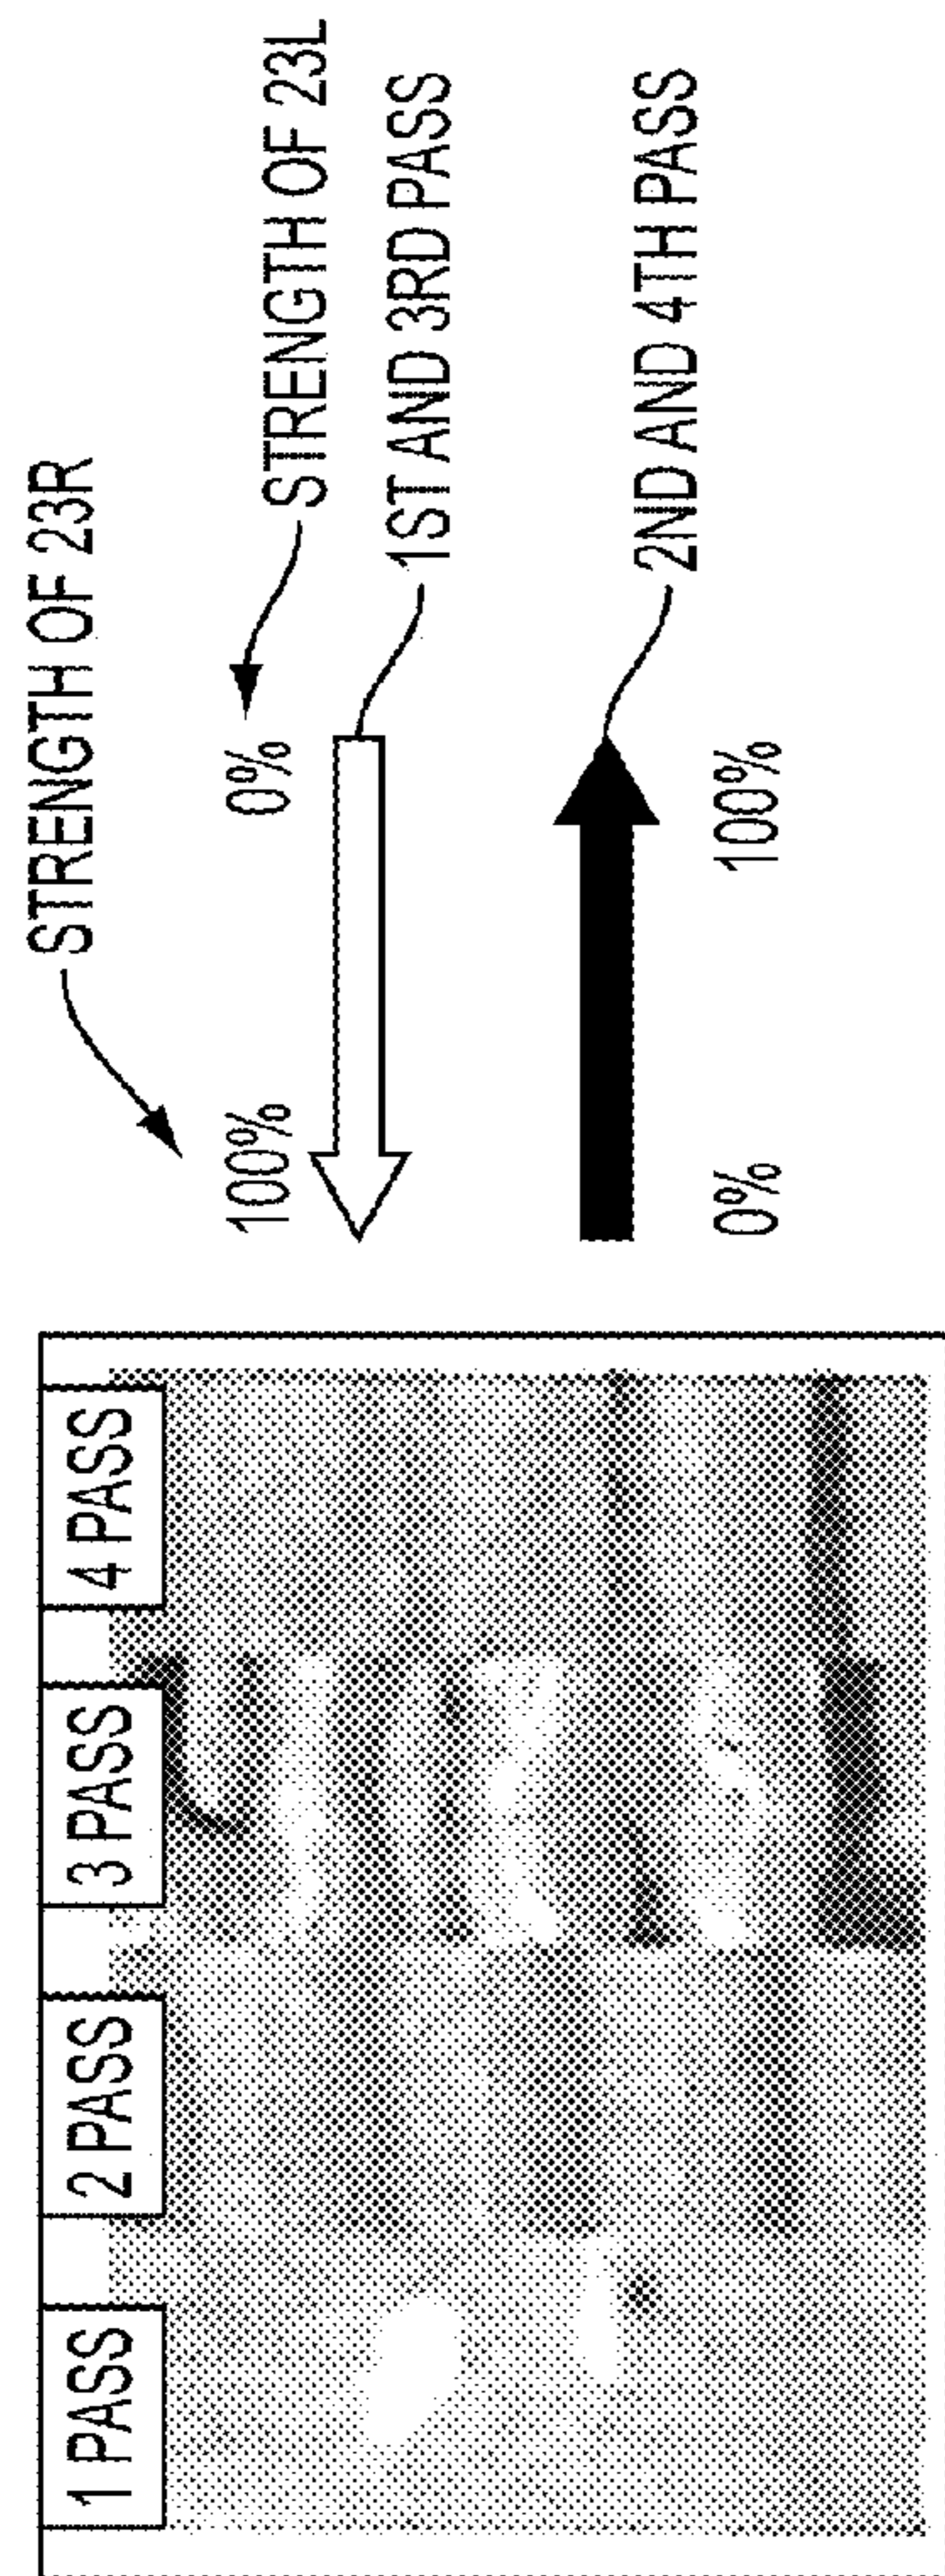 1 PASS
2 PASS
3 PASS
4 PASS
STRENGTH OF 23R
100%
0%
STRENGTH OF 23L
1ST AND 3RD PASS
2ND AND 4TH PASS
0%
100%